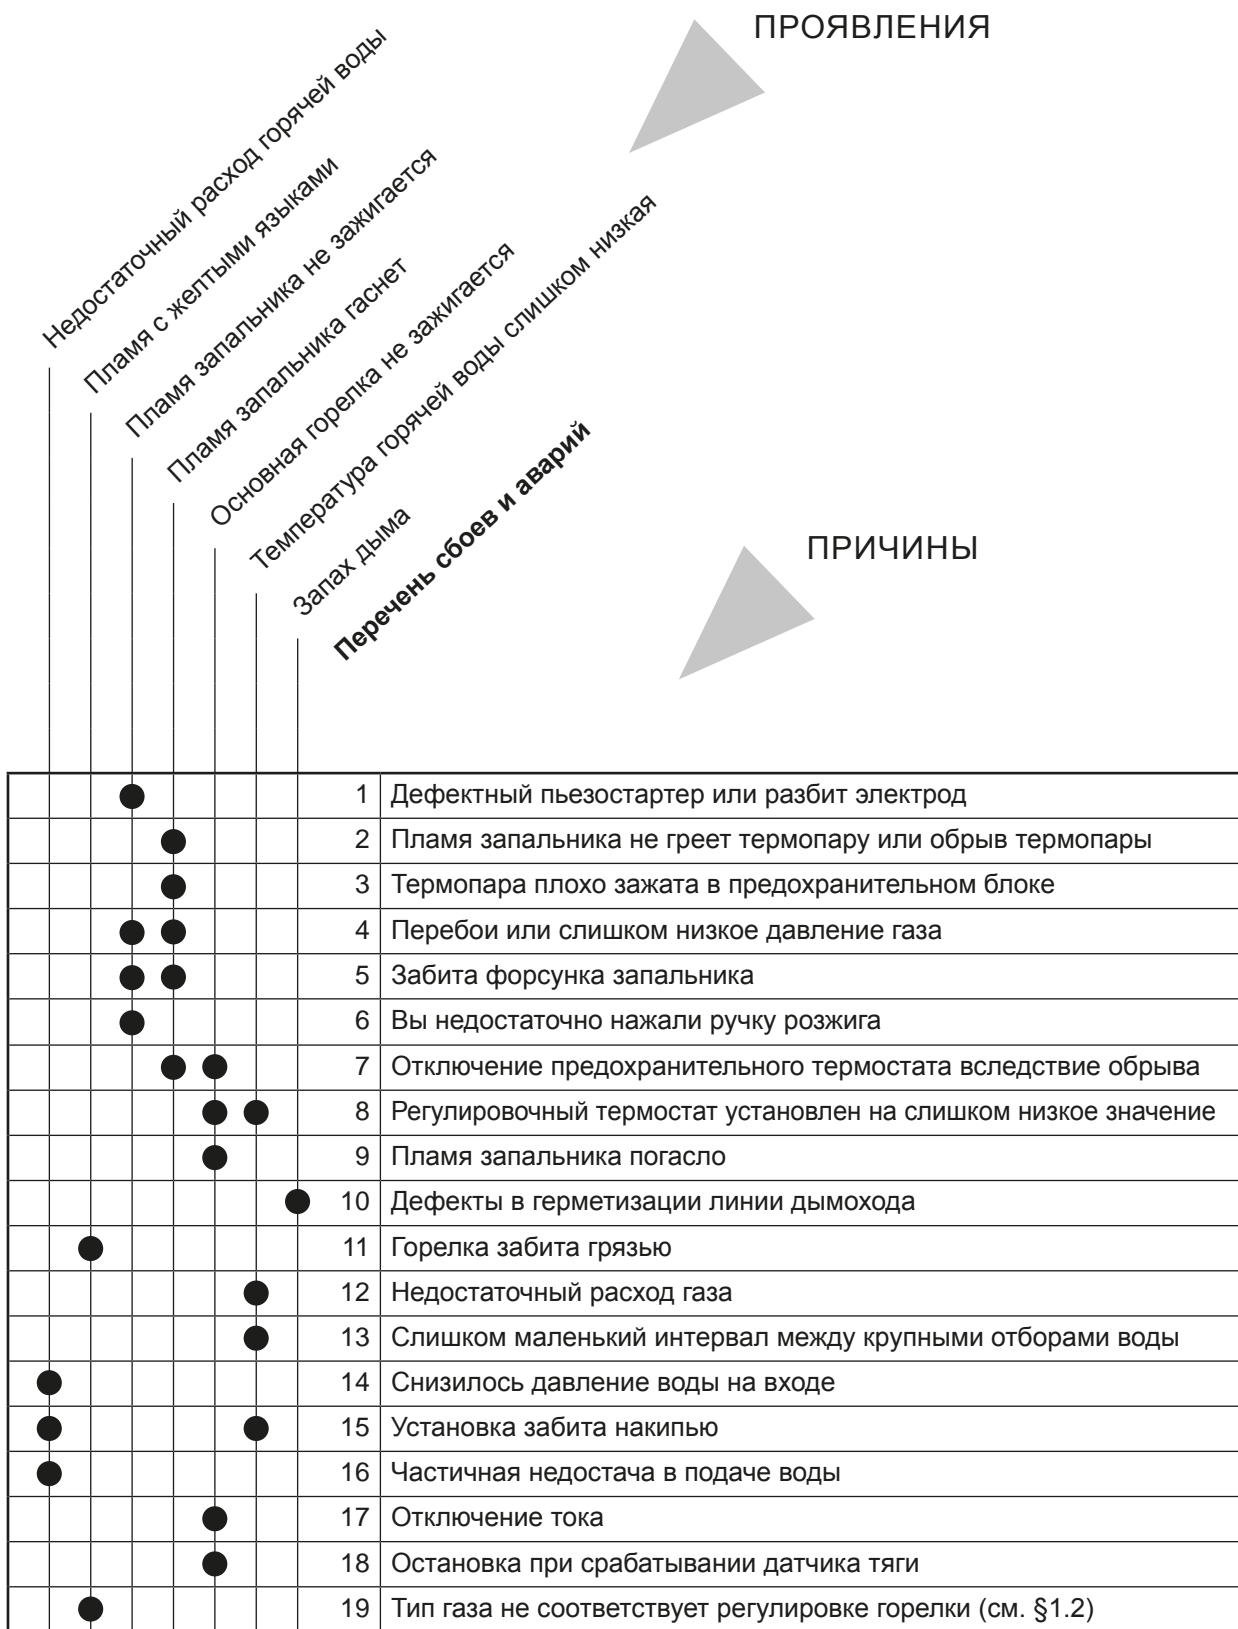 ПРОЯВЛЕНИЯ
Недостаточный расход горячей воды
Пламя с желтыми языками
Пламя запальника не зажигается
Пламя запальника гаснет
Основная горелка не зажигается
Температура горячей воды слишком низкая
Запах дыма
Перечень сбоев и аварий
ПРИЧИНЫ
1 Дефектный пьезостартер или разбит электрод
2 Пламя запальника не греет термопару или обрыв термопары
3 Термопара плохо зажата в предохранительном блоке
4 Перебои или слишком низкое давление газа
5 Забита форсунка запальника
6 Вы недостаточно нажали ручку розжига
7 Отключение предохранительного термостата вследствие обрыва
8 Регулировочный термостат установлен на слишком низкое значение
9 Пламя запальника погасло
10 Дефекты в герметизации линии дымохода
11 Горелка забита грязью
12 Недостаточный расход газа
13 Слишком маленький интервал между крупными отборами воды
14 Снизилось давление воды на входе
15 Установка забита накипью
16 Частичная недостача в подаче воды
17 Отключение тока
18 Остановка при срабатывании датчика тяги
19 Тип газа не соответствует регулировке горелки (см. §1.2)